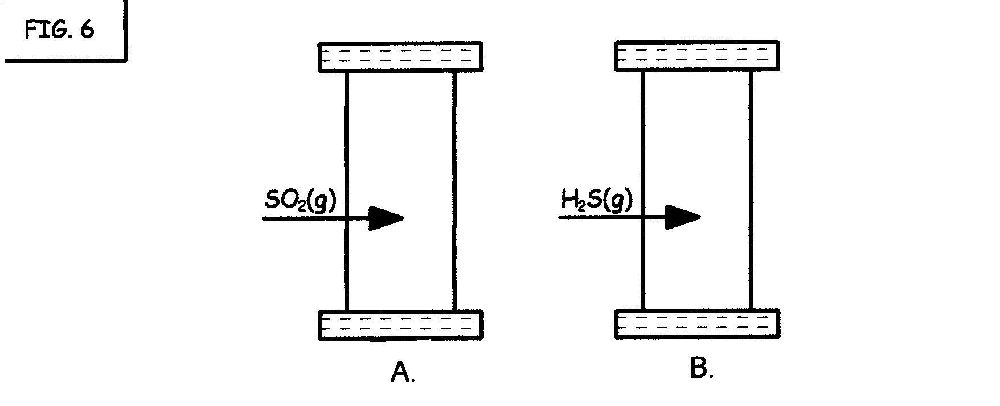 FIG. 6
SO₂(g)
H₂S(g)
A.
B.